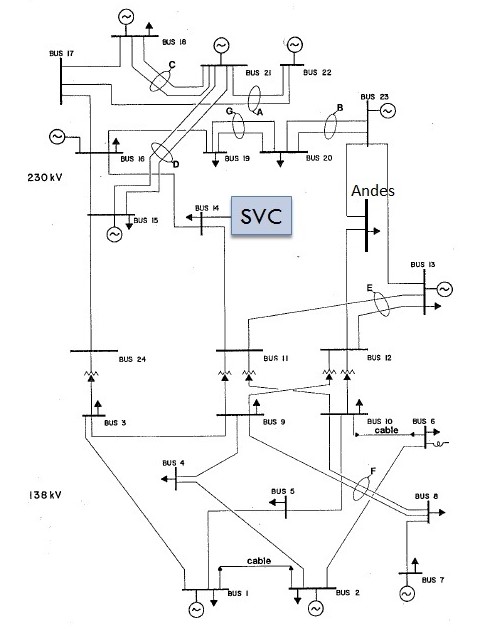 BUS 18
BUS 17
C
BUS 21
BUS 22
A
BUS 23
G
B
BUS 16
D
BUS 19
BUS 20
230 kV
Andes
BUS 14
SVC
BUS 15
BUS 13
E
BUS 24
BUS 11
BUS 12
BUS 3
BUS 9
BUS 10
BUS 6
cable
BUS 4
F
138 kV
BUS 5
BUS 8
cable
BUS 7
BUS 1
BUS 2